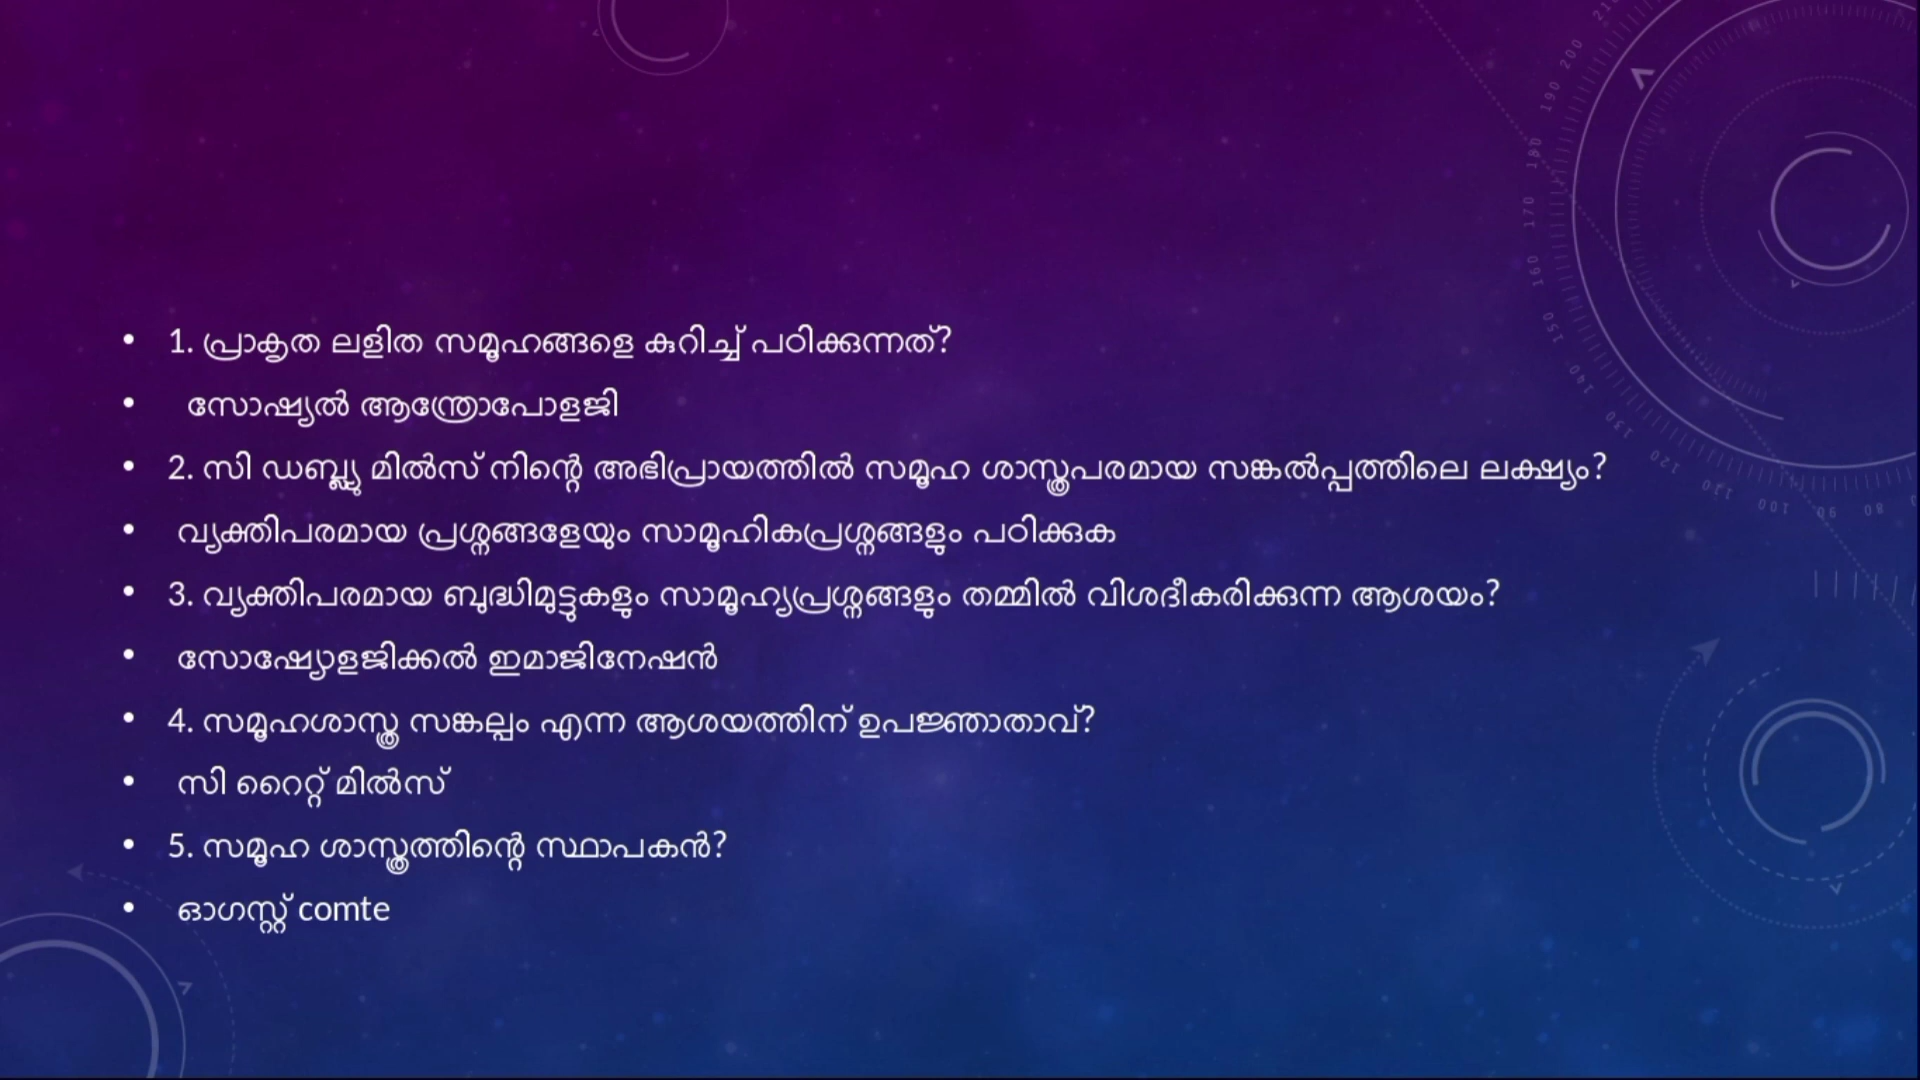 • 1. പ്രാകൃത ലളിത സമൂഹങ്ങളെ കുറിച്ച് പഠിക്കുന്നത്?
• സോഷ്യൽ ആന്ത്രോപോളജി
• 2. സി ഡബ്ല്യു മിൽസ് നിന്റെ അഭിപ്രായത്തിൽ സമൂഹ ശാസ്ത്രപരമായ സങ്കൽപ്പത്തിലെ ലക്ഷ്യം?
• വ്യക്തിപരമായ പ്രശ്നങ്ങളേയും സാമൂഹികപ്രശ്നങ്ങളും പഠിക്കുക
• 3. വ്യക്തിപരമായ ബുദ്ധിമുട്ടുകളും സാമൂഹ്യപ്രശ്നങ്ങളും തമ്മിൽ വിശദീകരിക്കുന്ന ആശയം?
• സോഷ്യോളജിക്കൽ ഇമാജിനേഷൻ
• 4. സമൂഹശാസ്ത്ര സങ്കല്പം എന്ന ആശയത്തിന് ഉപജ്ഞാതാവ്?
• സി റൈറ്റ് മിൽസ്
• 5. സമൂഹ ശാസ്ത്രത്തിന്റെ സ്ഥാപകൻ?
• ഓഗസ്റ്റ് comte